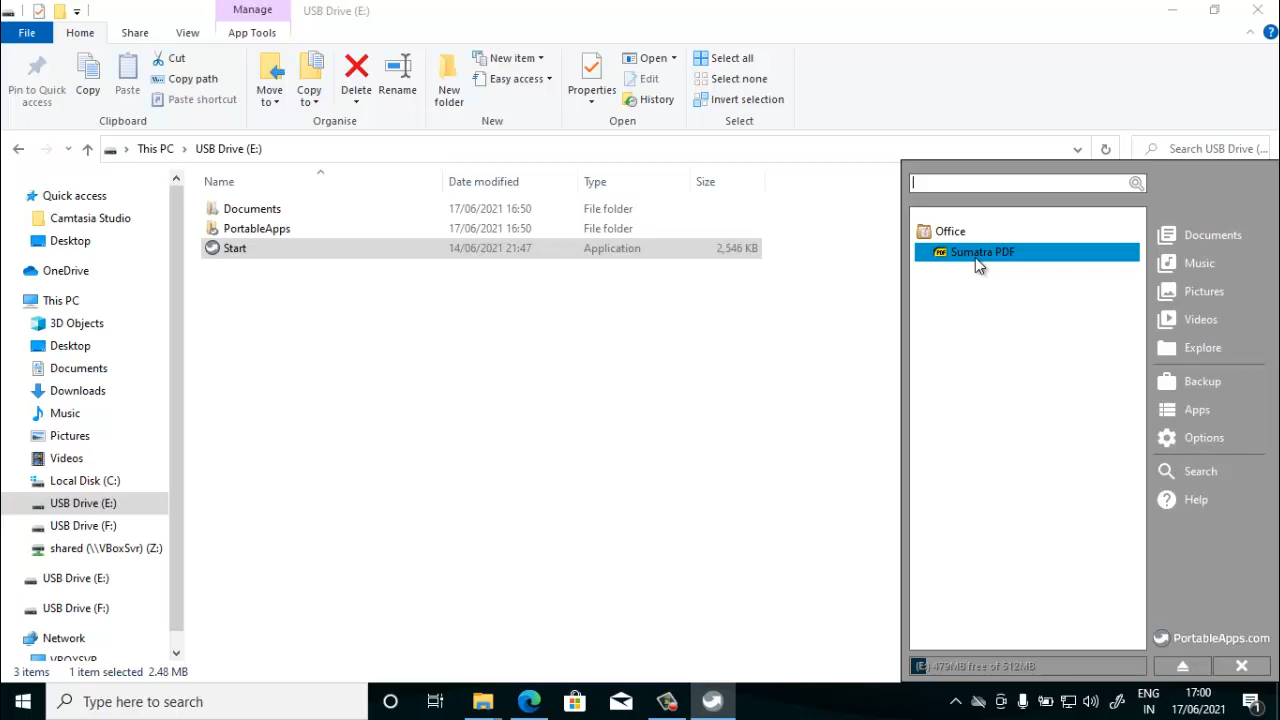 Manage
USB Drive (E:)
File
Home
Share
View
App Tools
Pin to Quick access
Copy
Paste
Cut
Copy path
Paste shortcut
Clipboard
Move to
Copy to
Delete
Rename
Organise
New folder
New item
Easy access
New
Properties
Open
Edit
History
Open
Select all
Select none
Invert selection
Select
This PC
USB Drive (E:)
Search USB Drive (...
Name
Date modified
Type
Size
Documents 17/06/2021 16:50 File folder
PortableApps 17/06/2021 16:50 File folder
Start 14/06/2021 21:47 Application 2,546 KB
Quick access
Camtasia Studio
Desktop
OneDrive
This PC
3D Objects
Desktop
Documents
Downloads
Music
Pictures
Videos
Local Disk (C:)
USB Drive (E:)
USB Drive (F:)
shared (\\VBoxSvr) (Z:)
USB Drive (E:)
USB Drive (F:)
Network
VBOXSVR
3 items
1 item selected 2.48 MB
Office
PDF
Sumatra PDF
Documents
Music
Pictures
Videos
Explore
Backup
Apps
Options
Search
Help
PortableApps.com
(E:) 479MB free of 512MB
Type here to search
ENG
IN
17:00
17/06/2021
1